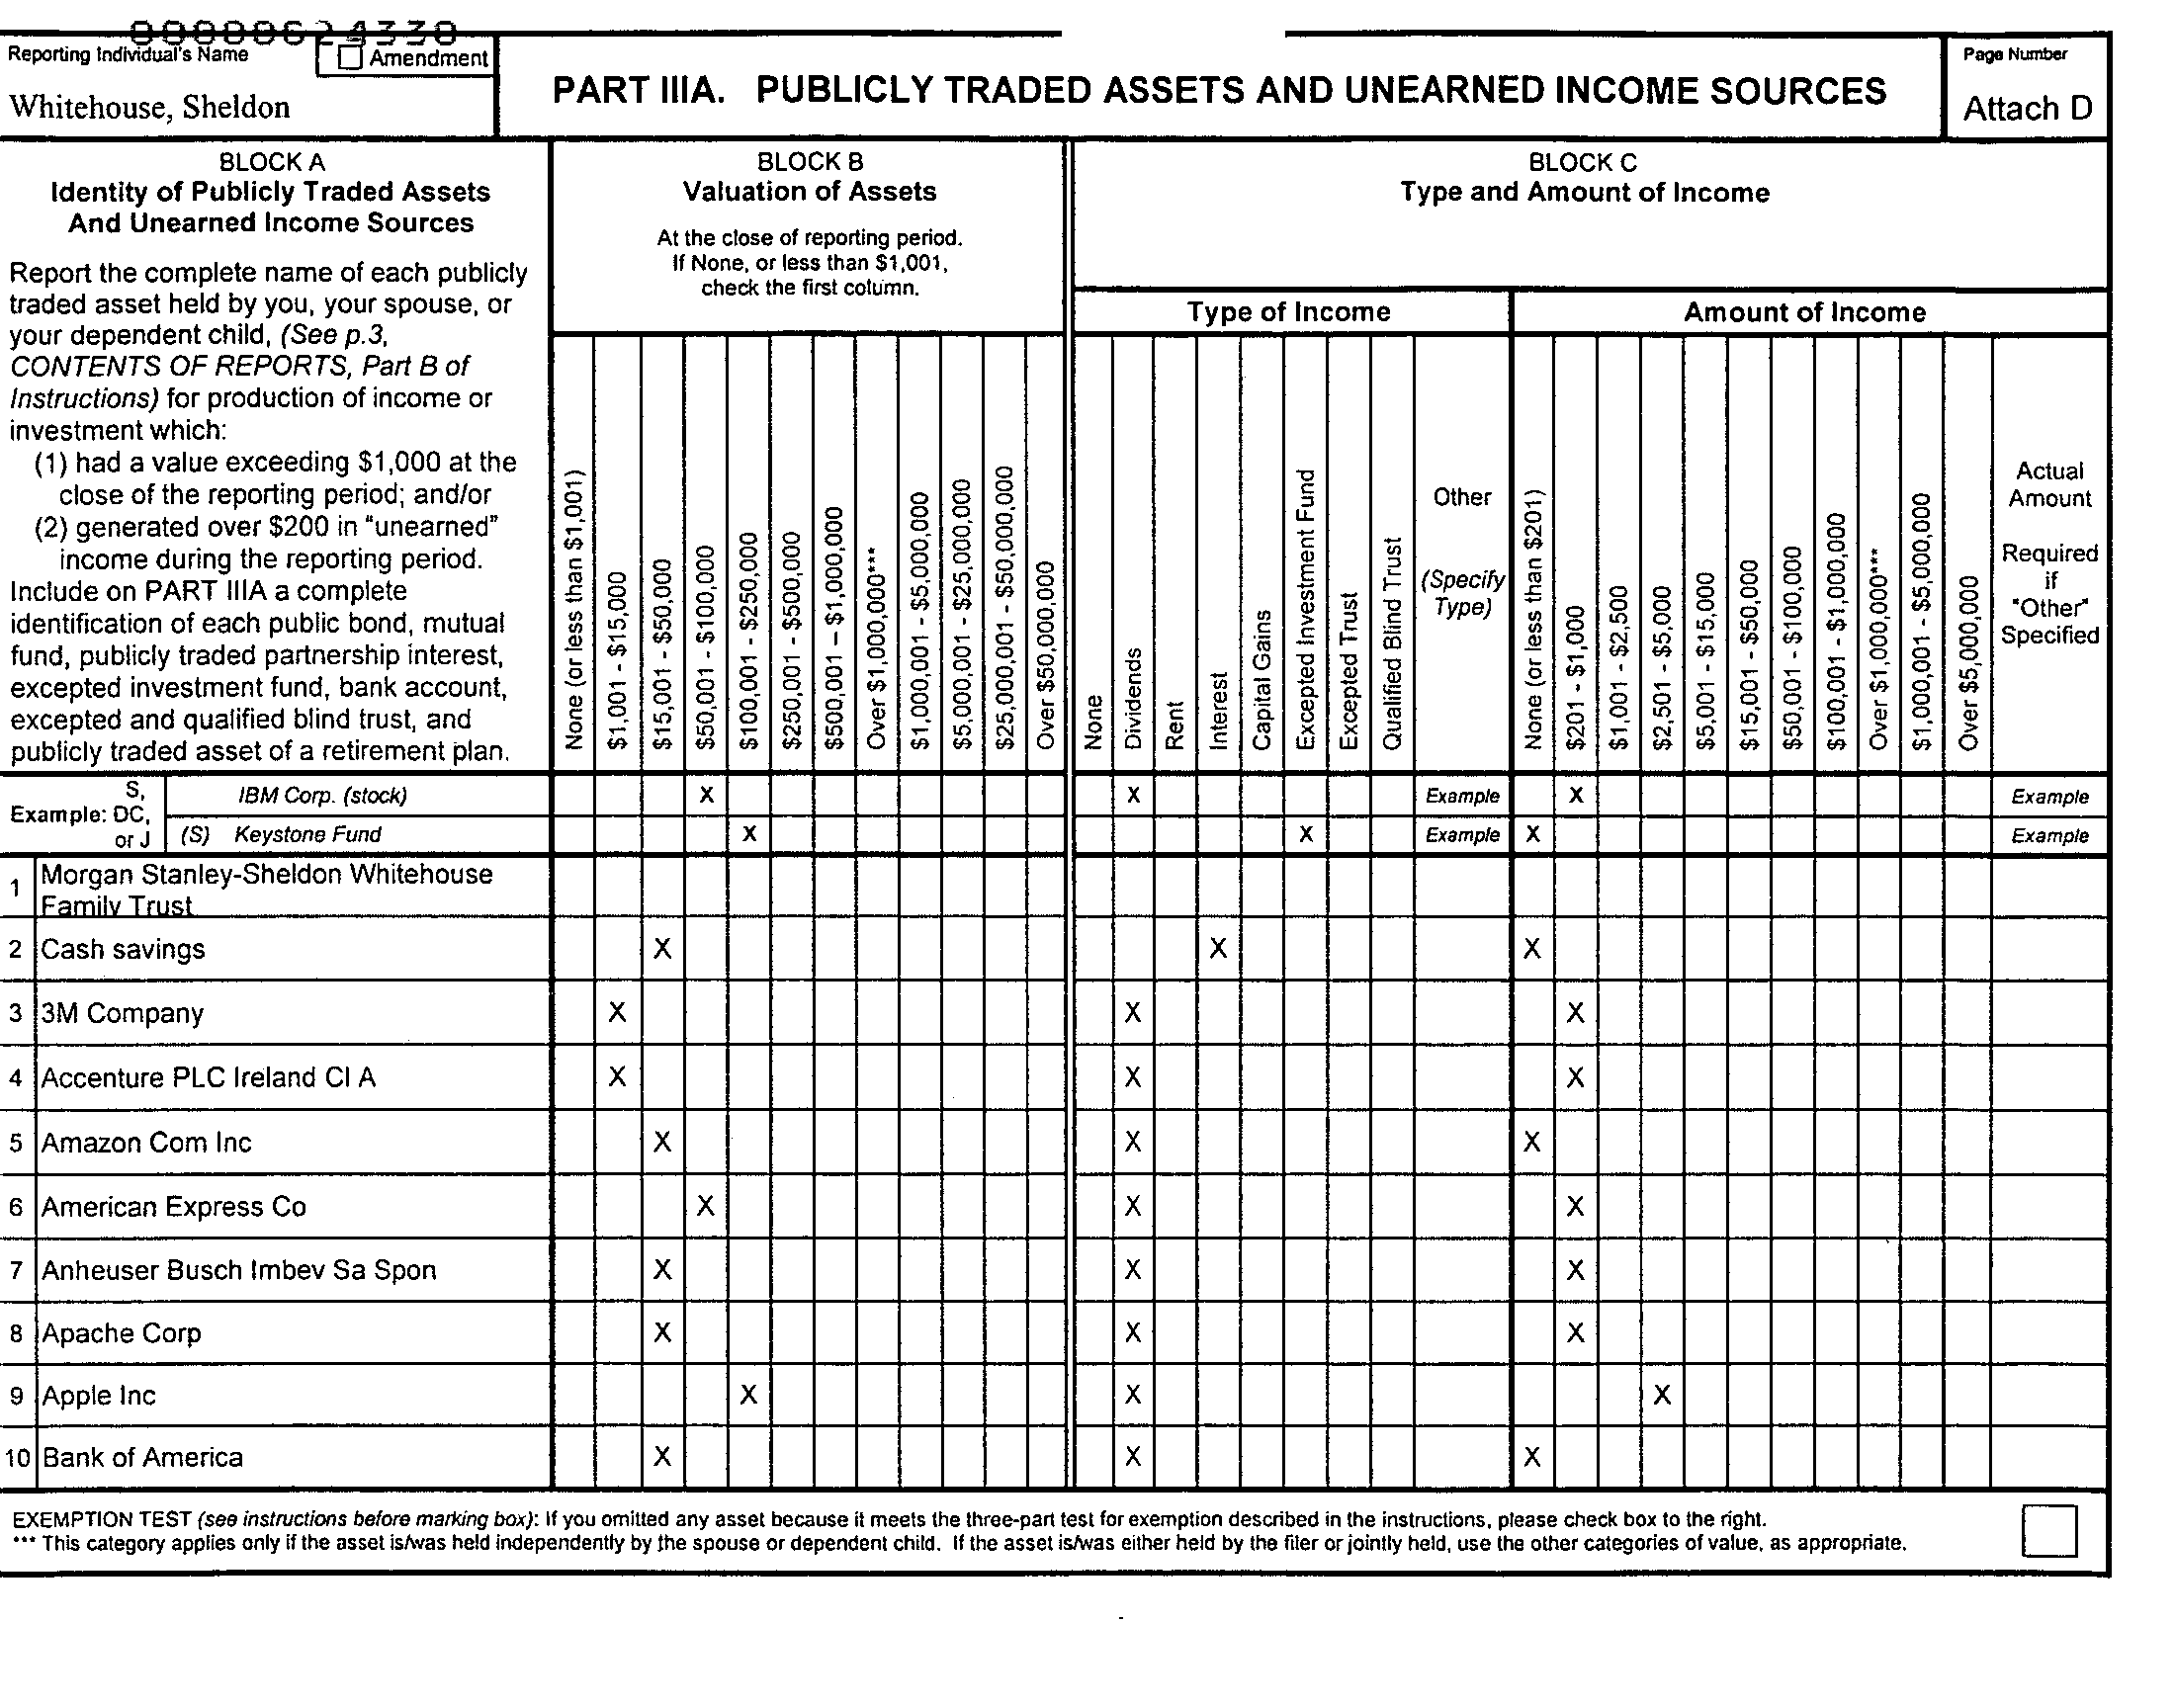 00000624330
Reporting Individual's Name
Amendment
Whitehouse, Sheldon
PART IIIA. PUBLICLY TRADED ASSETS AND UNEARNED INCOME SOURCES
Page Number
Attach D
BLOCK A
Identity of Publicly Traded Assets
And Unearned Income Sources
Report the complete name of each publicly
traded asset held by you, your spouse, or
your dependent child, (See p.3,
CONTENTS OF REPORTS, Part B of
Instructions) for production of income or
investment which:
(1) had a value exceeding $1,000 at the
close of the reporting period; and/or
(2) generated over $200 in "unearned"
income during the reporting period.
Include on PART IIIA a complete
identification of each public bond, mutual
fund, publicly traded partnership interest,
excepted investment fund, bank account,
excepted and qualified blind trust, and
publicly traded asset of a retirement plan.
BLOCK B
Valuation of Assets
At the close of reporting period.
If None, or less than $1,001,
check the first column.
None (or less than $1,001)
$1,001 - $15,000
$15,001 - $50,000
$50,001 - $100,000
$100,001 - $250,000
$250,001 - $500,000
$500,001 – $1,000,000
Over $1,000,000***
$1,000,001 - $5,000,000
$5,000,001 - $25,000,000
$25,000,001 - $50,000,000
Over $50,000,000
BLOCK C
Type and Amount of Income
Type of Income
None
Dividends
Rent
Interest
Capital Gains
Excepted Investment Fund
Excepted Trust
Qualified Blind Trust
Other
(Specify
Type)
Amount of Income
None (or less than $201)
$201 - $1,000
$1,001 - $2,500
$2,501 - $5,000
$5,001 - $15,000
$15,001 - $50,000
$50,001 - $100,000
$100,001 - $1,000,000
Over $1,000,000***
$1,000,001 - $5,000,000
Over $5,000,000
Actual
Amount
Required
if
"Other"
Specified
Example: S, DC, or J
IBM Corp. (stock) X X Example X Example
(S) Keystone Fund X X Example X Example
1 Morgan Stanley-Sheldon Whitehouse
Family Trust
2 Cash savings X X X
3 3M Company X X X
4 Accenture PLC Ireland Cl A X X X
5 Amazon Com Inc X X X
6 American Express Co X X X
7 Anheuser Busch Imbev Sa Spon X X X
8 Apache Corp X X X
9 Apple Inc X X X
10 Bank of America X X X
EXEMPTION TEST (see instructions before marking box): If you omitted any asset because it meets the three-part test for exemption described in the instructions, please check box to the right.
*** This category applies only if the asset is/was held independently by the spouse or dependent child. If the asset is/was either held by the filer or jointly held, use the other categories of value, as appropriate.